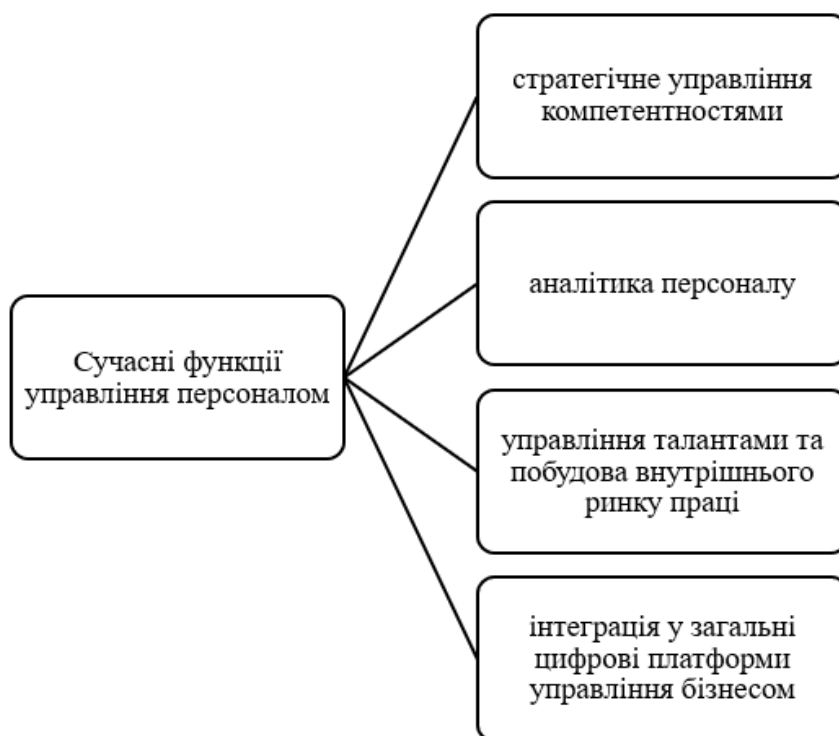 Сучасні функції
управління персоналом
стратегічне управління
компетентностями
аналітика персоналу
управління талантами та
побудова внутрішнього
ринку праці
інтеграція у загальні
цифрові платформи
управління бізнесом